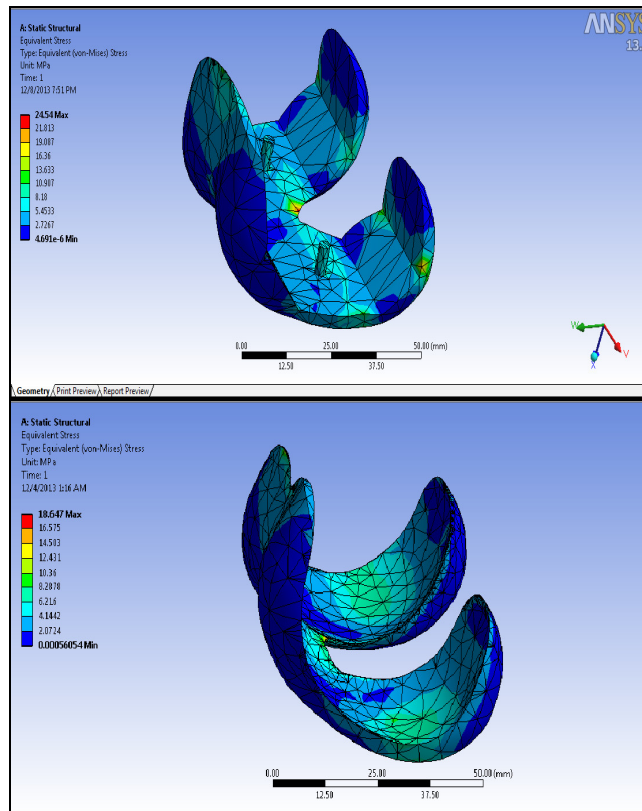 A: Static Structural
Equivalent Stress
Type: Equivalent (von-Mises) Stress
Unit: MPa
Time: 1
12/8/2013 7:51 PM
ANSYS
13.
24.54 Max
21.813
19.087
16.36
13.633
10.907
8.18
5.4533
2.7267
4.691e-6 Min
W
V
X
0.00 25.00 50.00 (mm)
12.50 37.50
Geometry Print Preview Report Preview
A: Static Structural
Equivalent Stress
Type: Equivalent (von-Mises) Stress
Unit: MPa
Time: 1
12/4/2013 1:16 AM
18.647 Max
16.575
14.503
12.431
10.36
8.2878
6.216
4.1442
2.0724
0.00056054 Min
0.00 25.00 50.00 (mm)
12.50 37.50